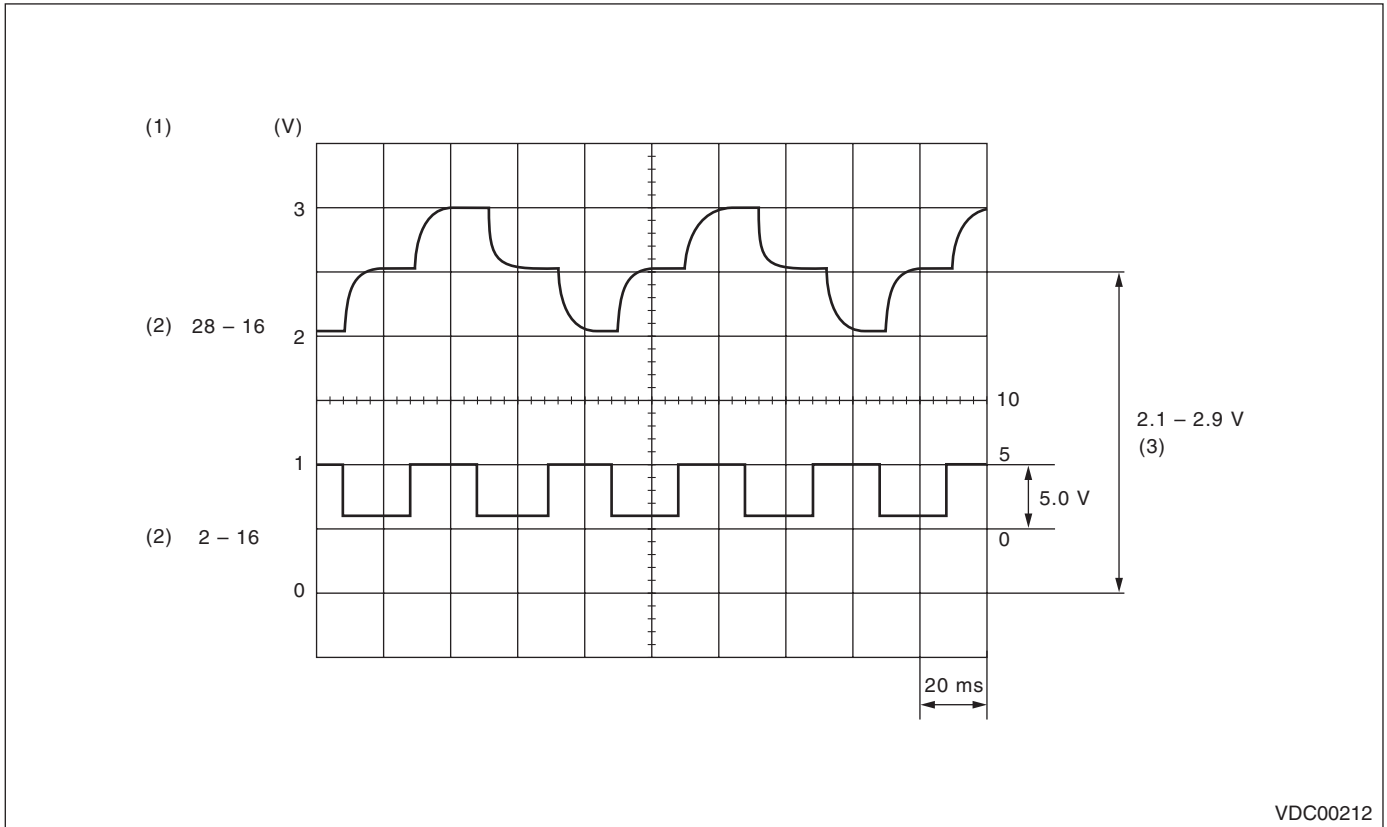 (1) (V)
3
(2) 28 – 16
2
10
2.1 – 2.9 V
(3)
1
5
5.0 V
(2) 2 – 16
0
0
20 ms
VDC00212